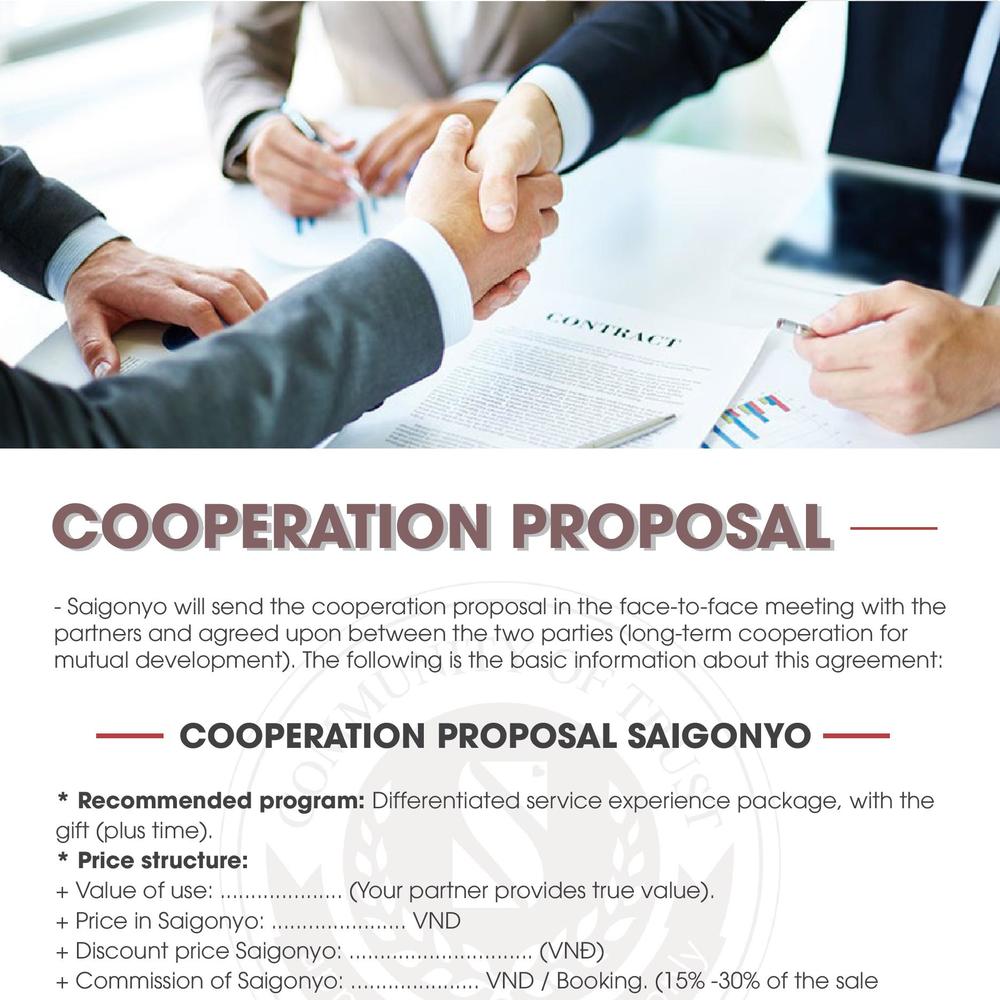 CONTRACT
COOPERATION PROPOSAL
- Saigonyo will send the cooperation proposal in the face-to-face meeting with the
partners and agreed upon between the two parties (long-term cooperation for
mutual development). The following is the basic information about this agreement:
COMMUNITY OF TRUST
COOPERATION PROPOSAL SAIGONYO
* Recommended program: Differentiated service experience package, with the
gift (plus time).
* Price structure:
+ Value of use: .................... (Your partner provides true value).
+ Price in Saigonyo: ...................... VND
+ Discount price Saigonyo: .............................. (VNĐ)
+ Commission of Saigonyo: ..................... VND / Booking. (15% -30% of the sale